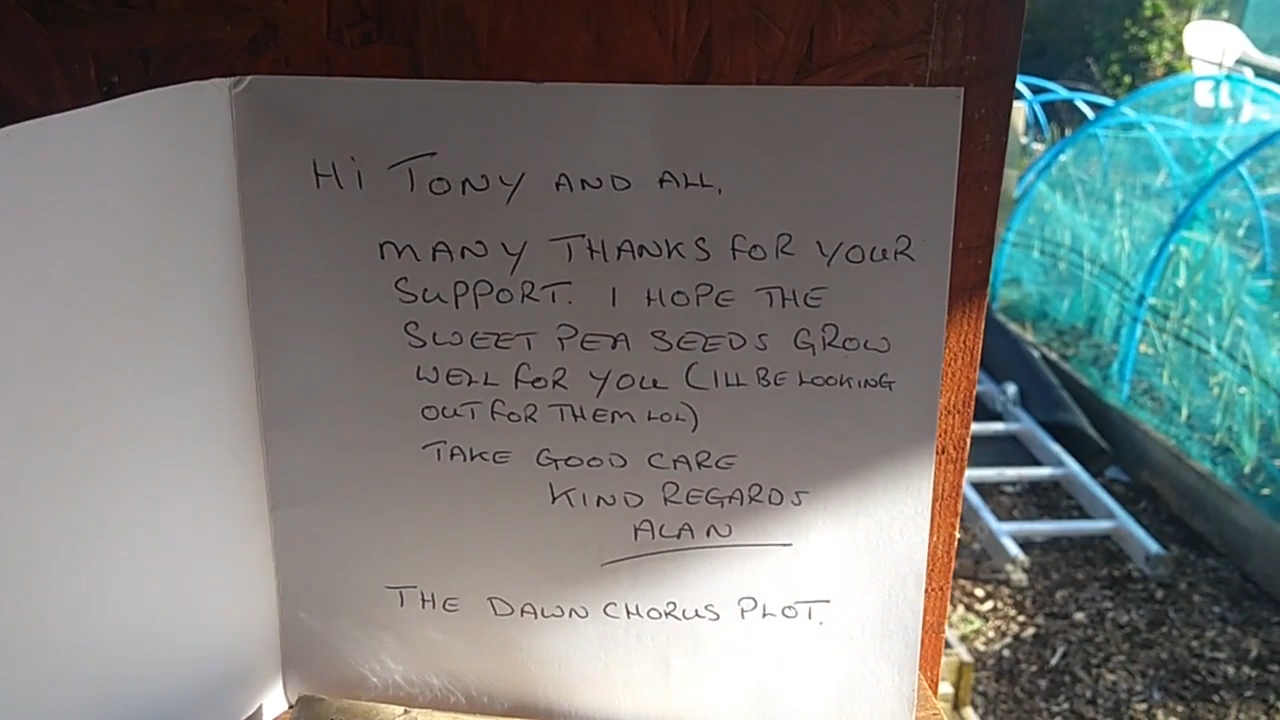 Hi TONY AND ALL,
MANY THANKS FOR YOUR
SUPPORT. I HOPE THE
SWEET PEA SEEDS GROW
WELL FOR YOU (ILL BE LOOKING
OUT FOR THEM LOL)
TAKE GOOD CARE
KIND REGARDS
ALAN
THE DAWN CHORUS PLOT.